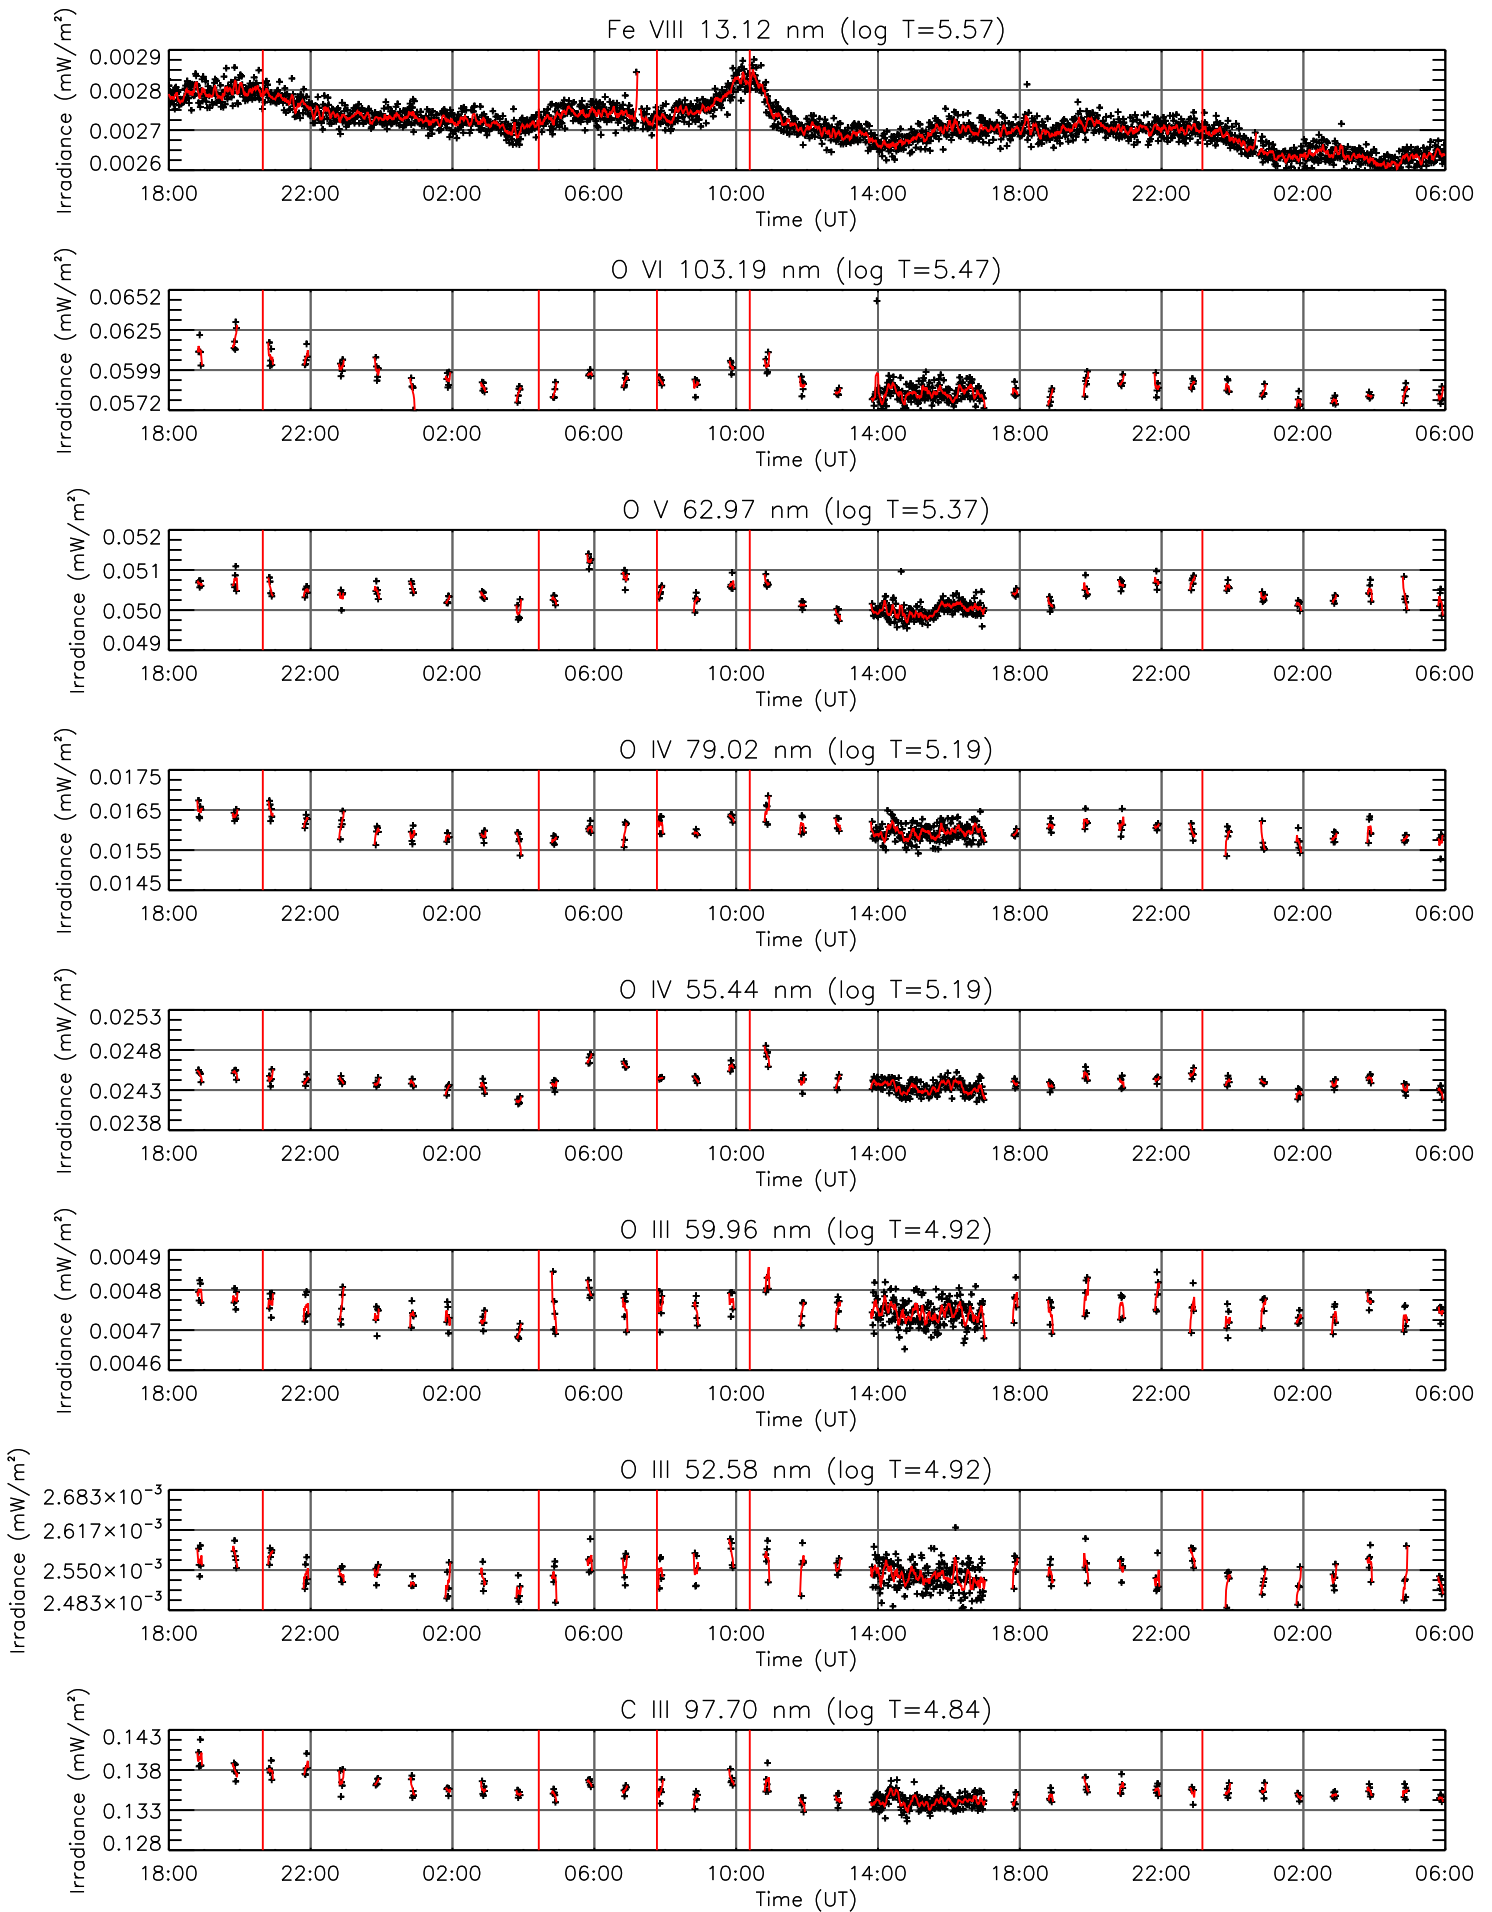 Fe VIII 13.12 nm (log T=5.57)
Irradiance (mW/m²)
0.0029
0.0028
0.0027
0.0026
18:00 22:00 02:00 06:00 10:00 14:00 18:00 22:00 02:00 06:00
Time (UT)
O VI 103.19 nm (log T=5.47)
Irradiance (mW/m²)
0.0652
0.0625
0.0599
0.0572
18:00 22:00 02:00 06:00 10:00 14:00 18:00 22:00 02:00 06:00
Time (UT)
O V 62.97 nm (log T=5.37)
Irradiance (mW/m²)
0.052
0.051
0.050
0.049
18:00 22:00 02:00 06:00 10:00 14:00 18:00 22:00 02:00 06:00
Time (UT)
O IV 79.02 nm (log T=5.19)
Irradiance (mW/m²)
0.0175
0.0165
0.0155
0.0145
18:00 22:00 02:00 06:00 10:00 14:00 18:00 22:00 02:00 06:00
Time (UT)
O IV 55.44 nm (log T=5.19)
Irradiance (mW/m²)
0.0253
0.0248
0.0243
0.0238
18:00 22:00 02:00 06:00 10:00 14:00 18:00 22:00 02:00 06:00
Time (UT)
O III 59.96 nm (log T=4.92)
Irradiance (mW/m²)
0.0049
0.0048
0.0047
0.0046
18:00 22:00 02:00 06:00 10:00 14:00 18:00 22:00 02:00 06:00
Time (UT)
O III 52.58 nm (log T=4.92)
Irradiance (mW/m²)
2.683×10⁻³
2.617×10⁻³
2.550×10⁻³
2.483×10⁻³
18:00 22:00 02:00 06:00 10:00 14:00 18:00 22:00 02:00 06:00
Time (UT)
C III 97.70 nm (log T=4.84)
Irradiance (mW/m²)
0.143
0.138
0.133
0.128
18:00 22:00 02:00 06:00 10:00 14:00 18:00 22:00 02:00 06:00
Time (UT)